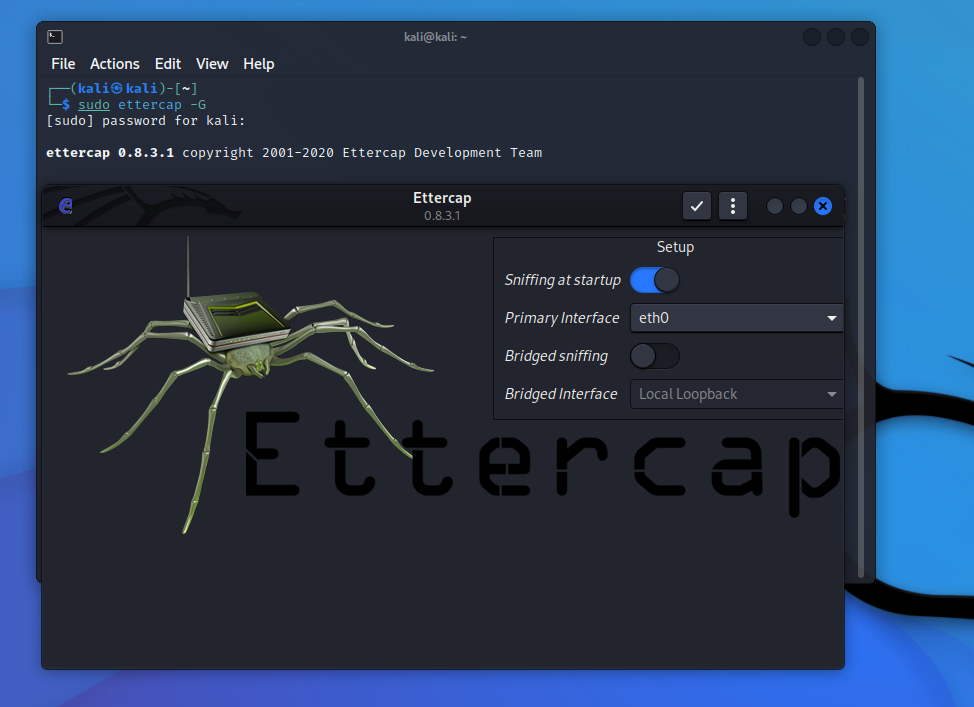 kali@kali: ~
File Actions Edit View Help
┌──(kali㉿kali)-[~]
└─$ sudo ettercap -G
[sudo] password for kali:
ettercap 0.8.3.1 copyright 2001-2020 Ettercap Development Team
Ettercap
0.8.3.1
Setup
Sniffing at startup
Primary Interface eth0
Bridged sniffing
Bridged Interface Local Loopback
Ettercap